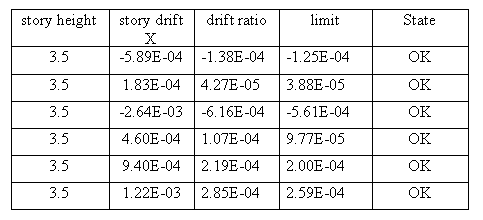 story height story drift X drift ratio limit State
3.5 -5.89E-04 -1.38E-04 -1.25E-04 OK
3.5 1.83E-04 4.27E-05 3.88E-05 OK
3.5 -2.64E-03 -6.16E-04 -5.61E-04 OK
3.5 4.60E-04 1.07E-04 9.77E-05 OK
3.5 9.40E-04 2.19E-04 2.00E-04 OK
3.5 1.22E-03 2.85E-04 2.59E-04 OK